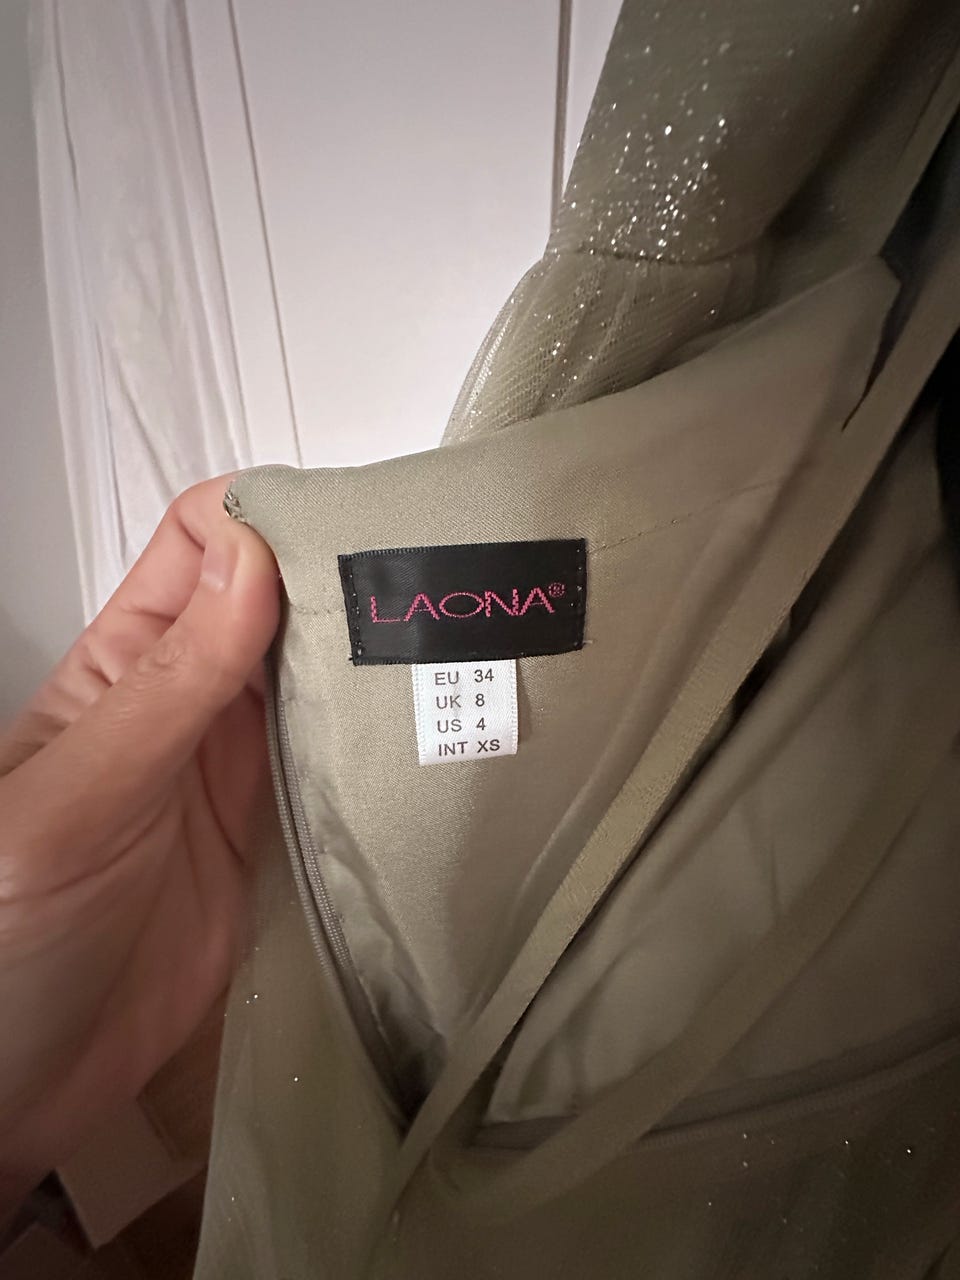 LAONA®
EU 34
UK 8
US 4
INT XS